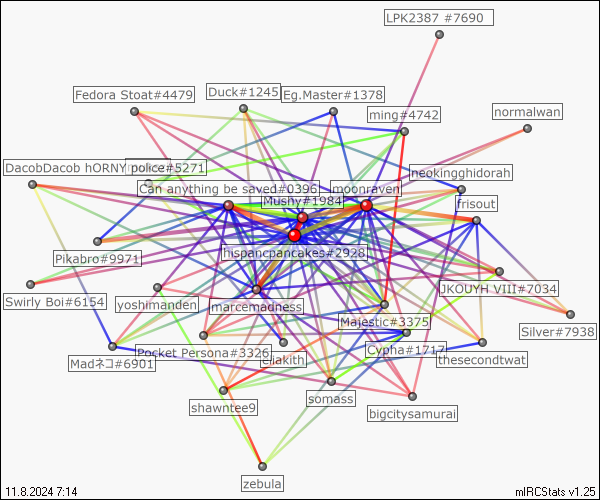 LPK2387 #7690
Fedora Stoat#4479
Duck#1245
Eg.Master#1378
ming#4742
normalwan
DacobDacob hORNY police#5271
neokingghidorah
Can anything be saved#0396
moonraven
Mushy#1984
frisout
hispancpancakes#2928
Pikabro#9971
Swirly Boi#6154
yoshimanden
marcemadness
JKOUYH VIII#7034
Majestic#3375
Silver#7938
Madネコ#6901
Pocket Persona#3326
eliakith
Cypha#1717
thesecondtwat
shawntee9
somass
bigcitysamurai
zebula
11.8.2024 7:14
mIRCStats v1.25